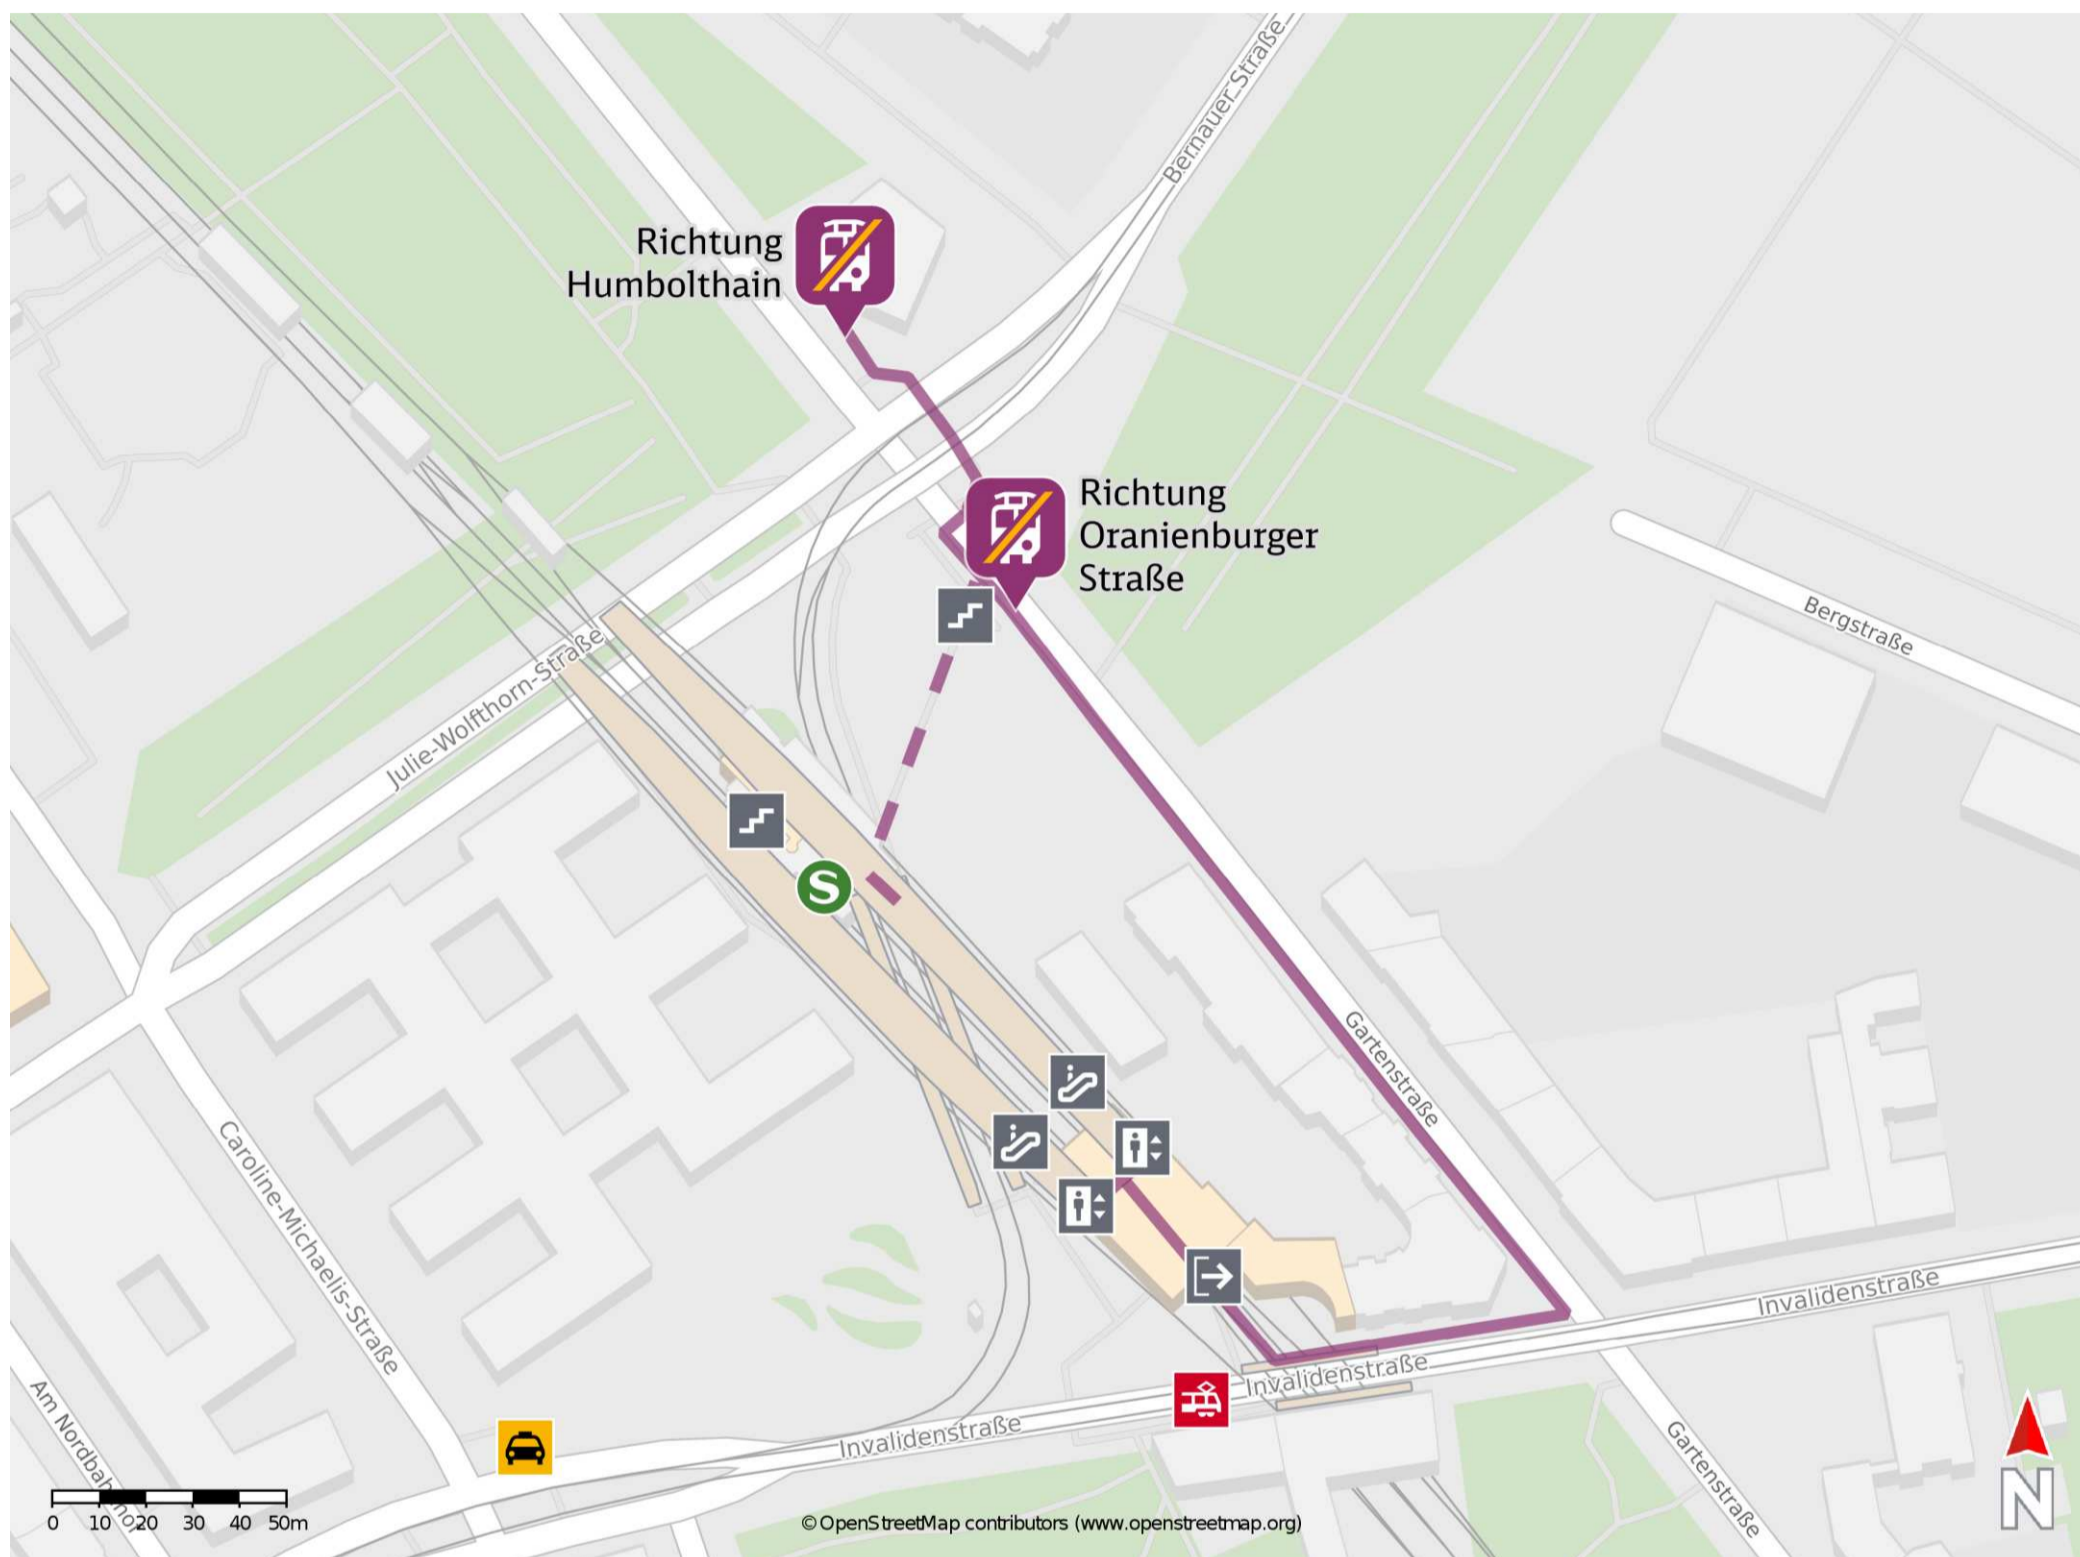 Bernauer Straße
Richtung
Humbolthain
Richtung
Oranienburger
Straße
Bergstraße
Julie-Wolfthorn-Straße
S
Gartenstraße
Caroline-Michaelis-Straße
Invalidenstraße
Invalidenstraße
Invalidenstraße
Am Nordbahnhof
Gartenstraße
N
0 10 20 30 40 50m
© OpenStreetMap contributors (www.openstreetmap.org)